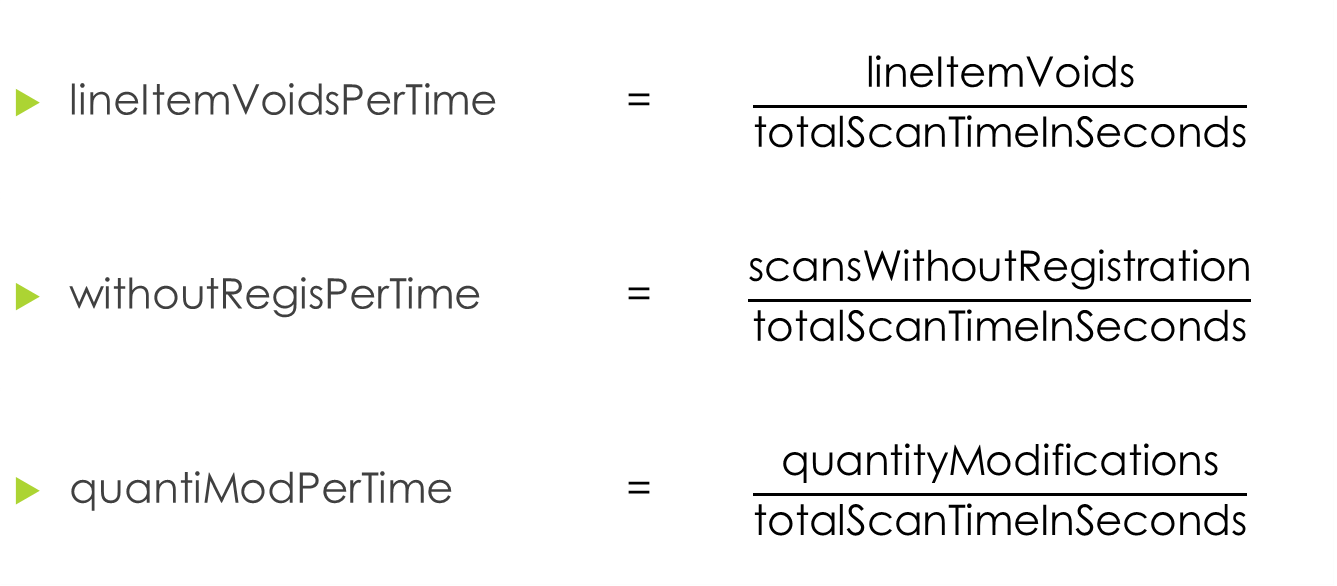 lineItemVoidsPerTime = lineItemVoids
totalScanTimeInSeconds
withoutRegisPerTime = scansWithoutRegistration
totalScanTimeInSeconds
quantiModPerTime = quantityModifications
totalScanTimeInSeconds